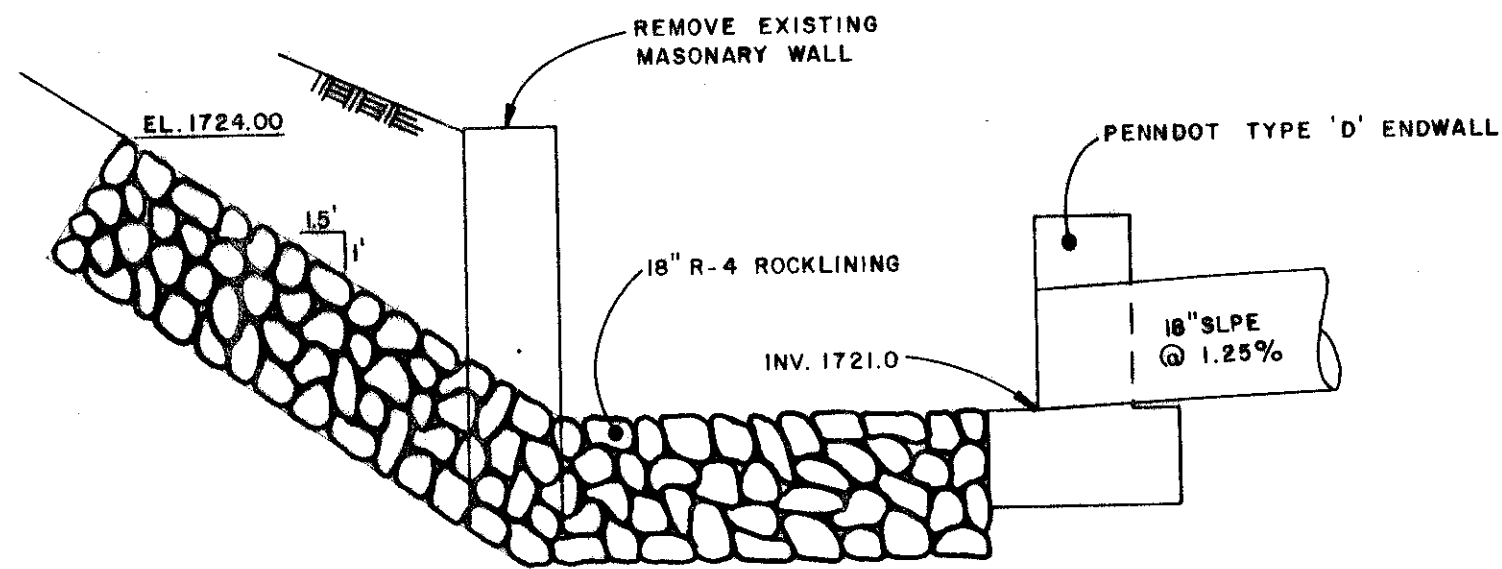 REMOVE EXISTING
MASONARY WALL
EL. 1724.00
PENNDOT TYPE 'D' ENDWALL
1.5'
1'
18" R-4 ROCKLINING
18" SLPE
@ 1.25%
INV. 1721.0